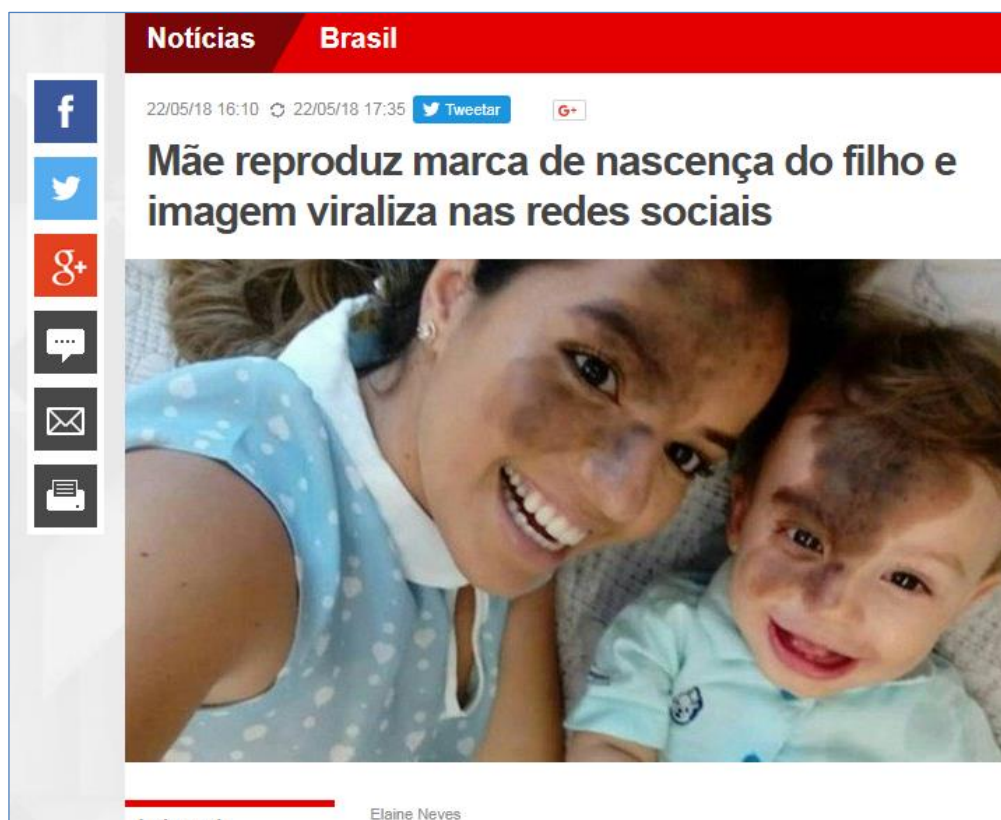 Notícias Brasil
22/05/18 16:10 22/05/18 17:35 Tweetar G+
Mãe reproduz marca de nascença do filho e
imagem viraliza nas redes sociais
f
g+
Elaine Neves